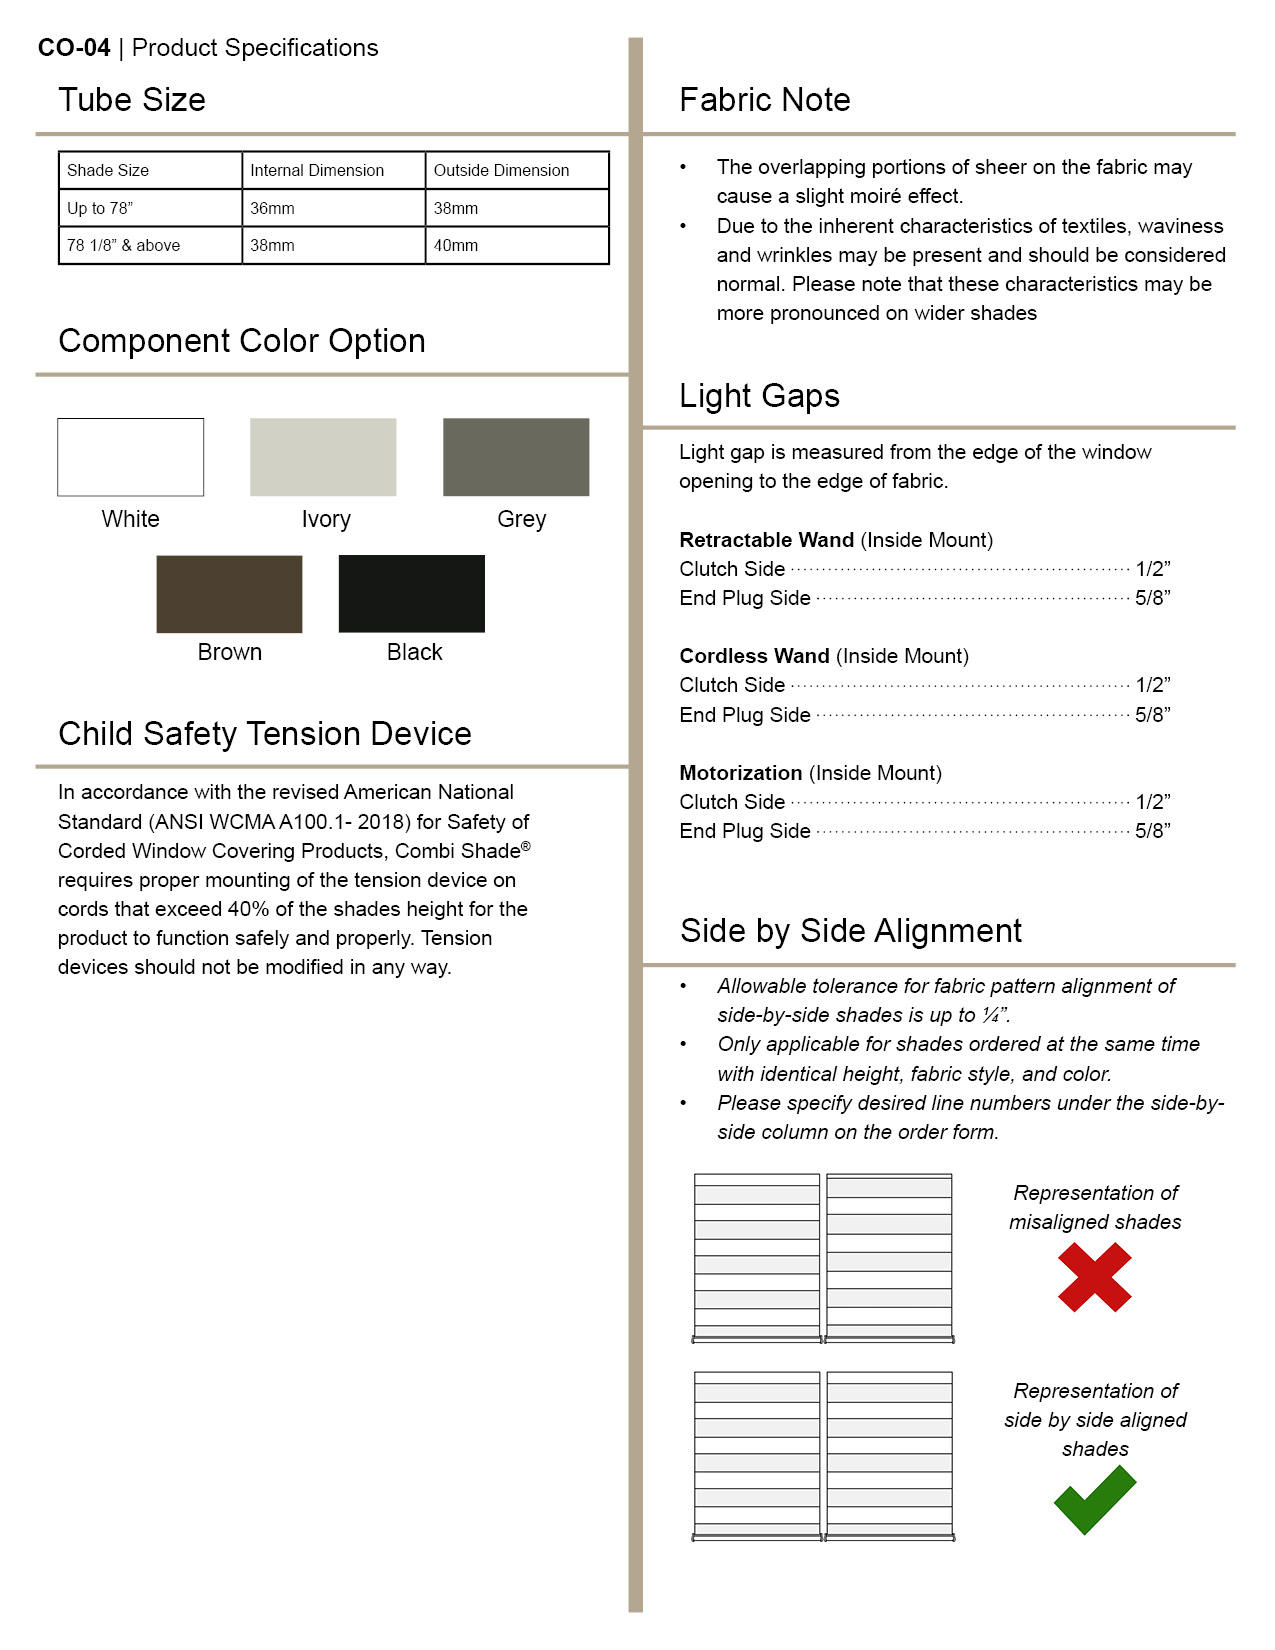 CO-04 | Product Specifications
Tube Size
Shade Size Internal Dimension Outside Dimension
Up to 78” 36mm 38mm
78 1/8” & above 38mm 40mm
Component Color Option
White Ivory Grey
Brown Black
Child Safety Tension Device
In accordance with the revised American National
Standard (ANSI WCMA A100.1- 2018) for Safety of
Corded Window Covering Products, Combi Shade®
requires proper mounting of the tension device on
cords that exceed 40% of the shades height for the
product to function safely and properly. Tension
devices should not be modified in any way.
Fabric Note
• The overlapping portions of sheer on the fabric may
cause a slight moiré effect.
• Due to the inherent characteristics of textiles, waviness
and wrinkles may be present and should be considered
normal. Please note that these characteristics may be
more pronounced on wider shades
Light Gaps
Light gap is measured from the edge of the window
opening to the edge of fabric.
Retractable Wand (Inside Mount)
Clutch Side 1/2”
End Plug Side 5/8”
Cordless Wand (Inside Mount)
Clutch Side 1/2”
End Plug Side 5/8”
Motorization (Inside Mount)
Clutch Side 1/2”
End Plug Side 5/8”
Side by Side Alignment
• Allowable tolerance for fabric pattern alignment of
side-by-side shades is up to ¼”.
• Only applicable for shades ordered at the same time
with identical height, fabric style, and color.
• Please specify desired line numbers under the side-by-
side column on the order form.
Representation of
misaligned shades
Representation of
side by side aligned
shades